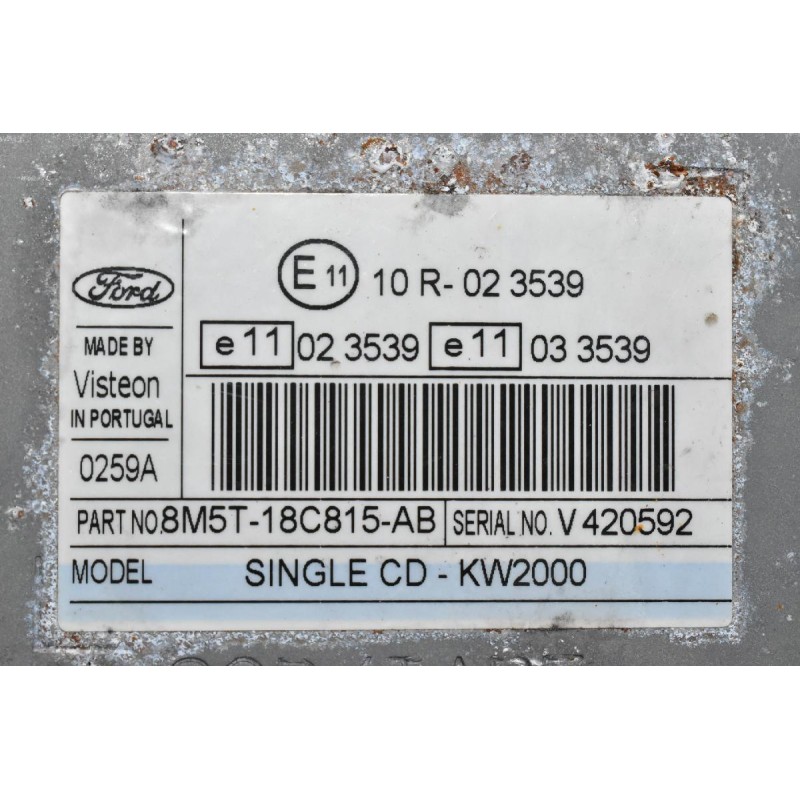 Ford
MADE BY
Visteon
IN PORTUGAL
0259A
E 11 10 R- 02 3539
e 11 02 3539 e 11 03 3539
PART NO. 8M5T-18C815-AB SERIAL NO. V 420592
MODEL SINGLE CD - KW2000